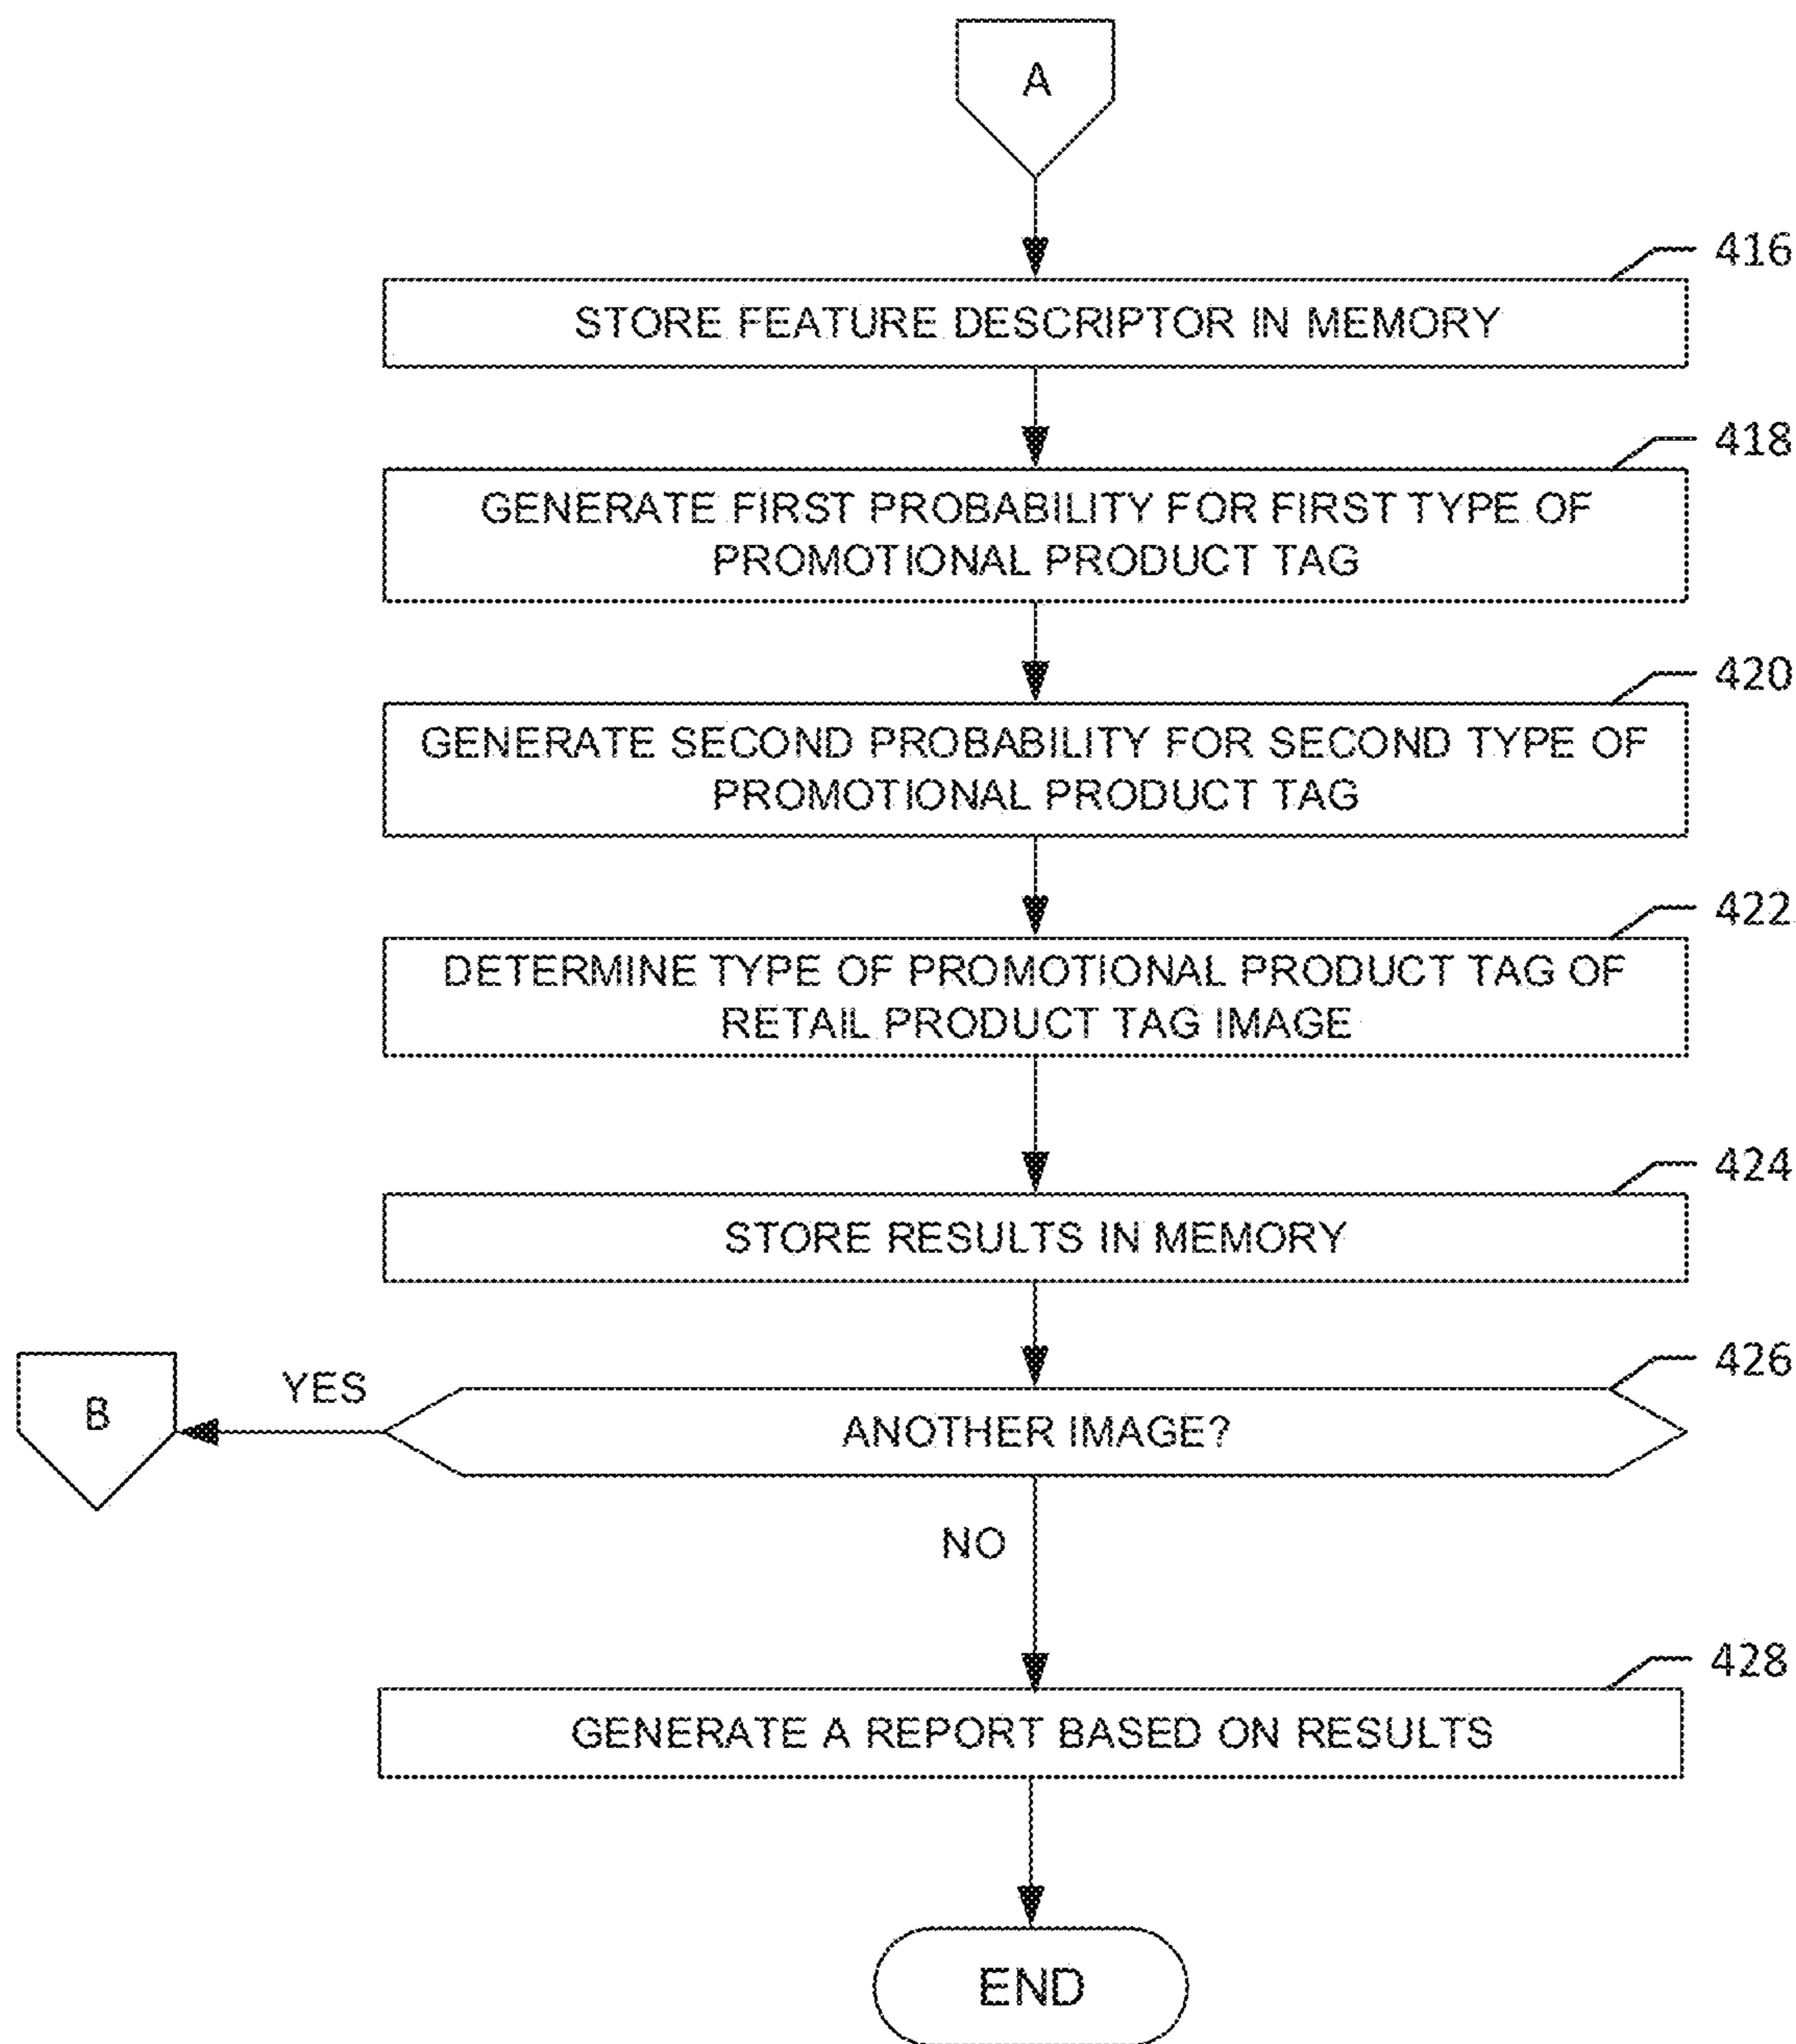 A
416
STORE FEATURE DESCRIPTOR IN MEMORY
418
GENERATE FIRST PROBABILITY FOR FIRST TYPE OF
PROMOTIONAL PRODUCT TAG
420
GENERATE SECOND PROBABILITY FOR SECOND TYPE OF
PROMOTIONAL PRODUCT TAG
422
DETERMINE TYPE OF PROMOTIONAL PRODUCT TAG OF
RETAIL PRODUCT TAG IMAGE
424
STORE RESULTS IN MEMORY
426
B
YES
ANOTHER IMAGE?
NO
428
GENERATE A REPORT BASED ON RESULTS
END